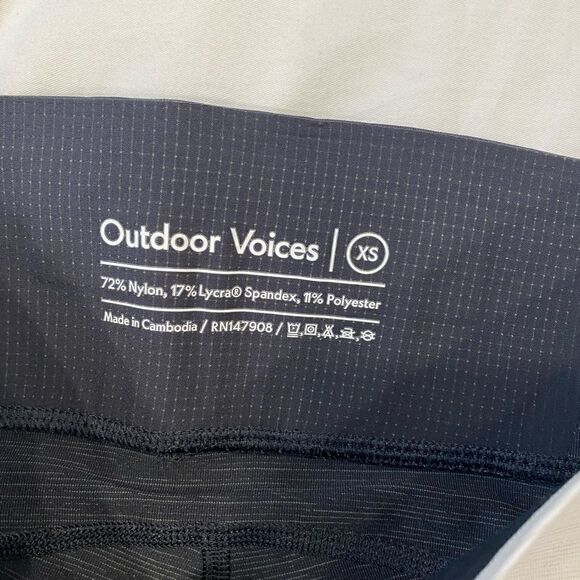 Outdoor Voices | XS
72% Nylon, 17% Lycra® Spandex, 11% Polyester
Made in Cambodia / RN147908 /